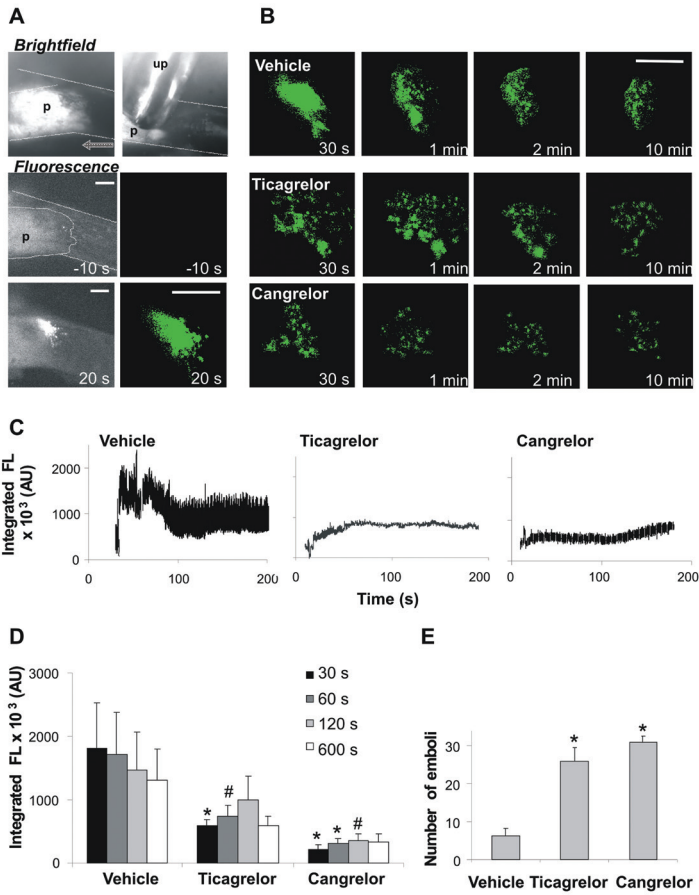 A
B
Brightfield
p
up
p
Vehicle
30 s
1 min
2 min
10 min
Fluorescence
p
-10 s
-10 s
Ticagrelor
30 s
1 min
2 min
10 min
20 s
20 s
Cangrelor
30 s
1 min
2 min
10 min
C
Vehicle
Ticagrelor
Cangrelor
Integrated FL
x 10³ (AU)
2000
1000
0
0
100
200
0
100
200
0
100
200
Time (s)
D
E
Integrated FL x 10³ (AU)
3000
2000
1000
0
30 s
60 s
120 s
600 s
*
#
*
*
#
Vehicle
Ticagrelor
Cangrelor
Number of emboli
30
20
10
0
*
*
Vehicle
Ticagrelor
Cangrelor